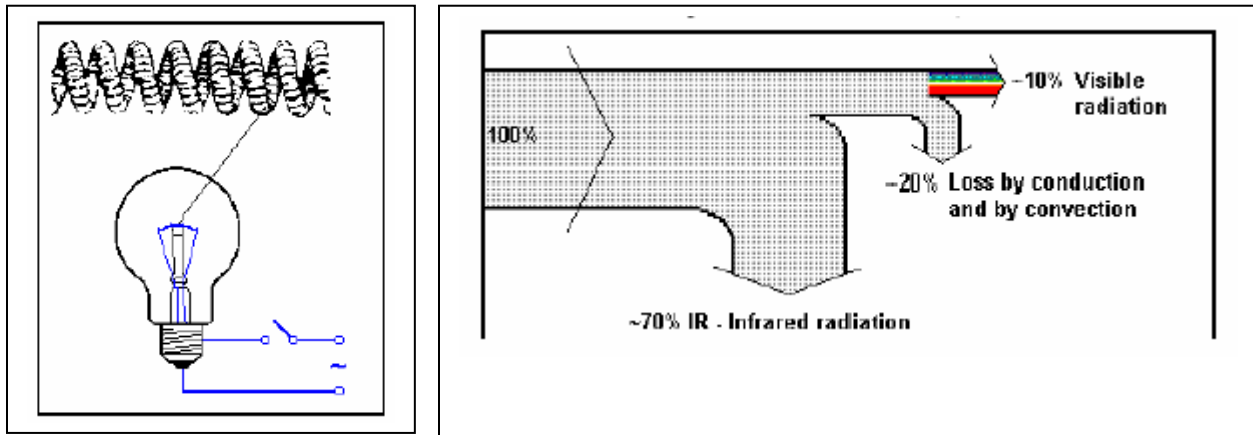 ~
100%
~10% Visible
radiation
~20% Loss by conduction
and by convection
~70% IR - Infrared radiation